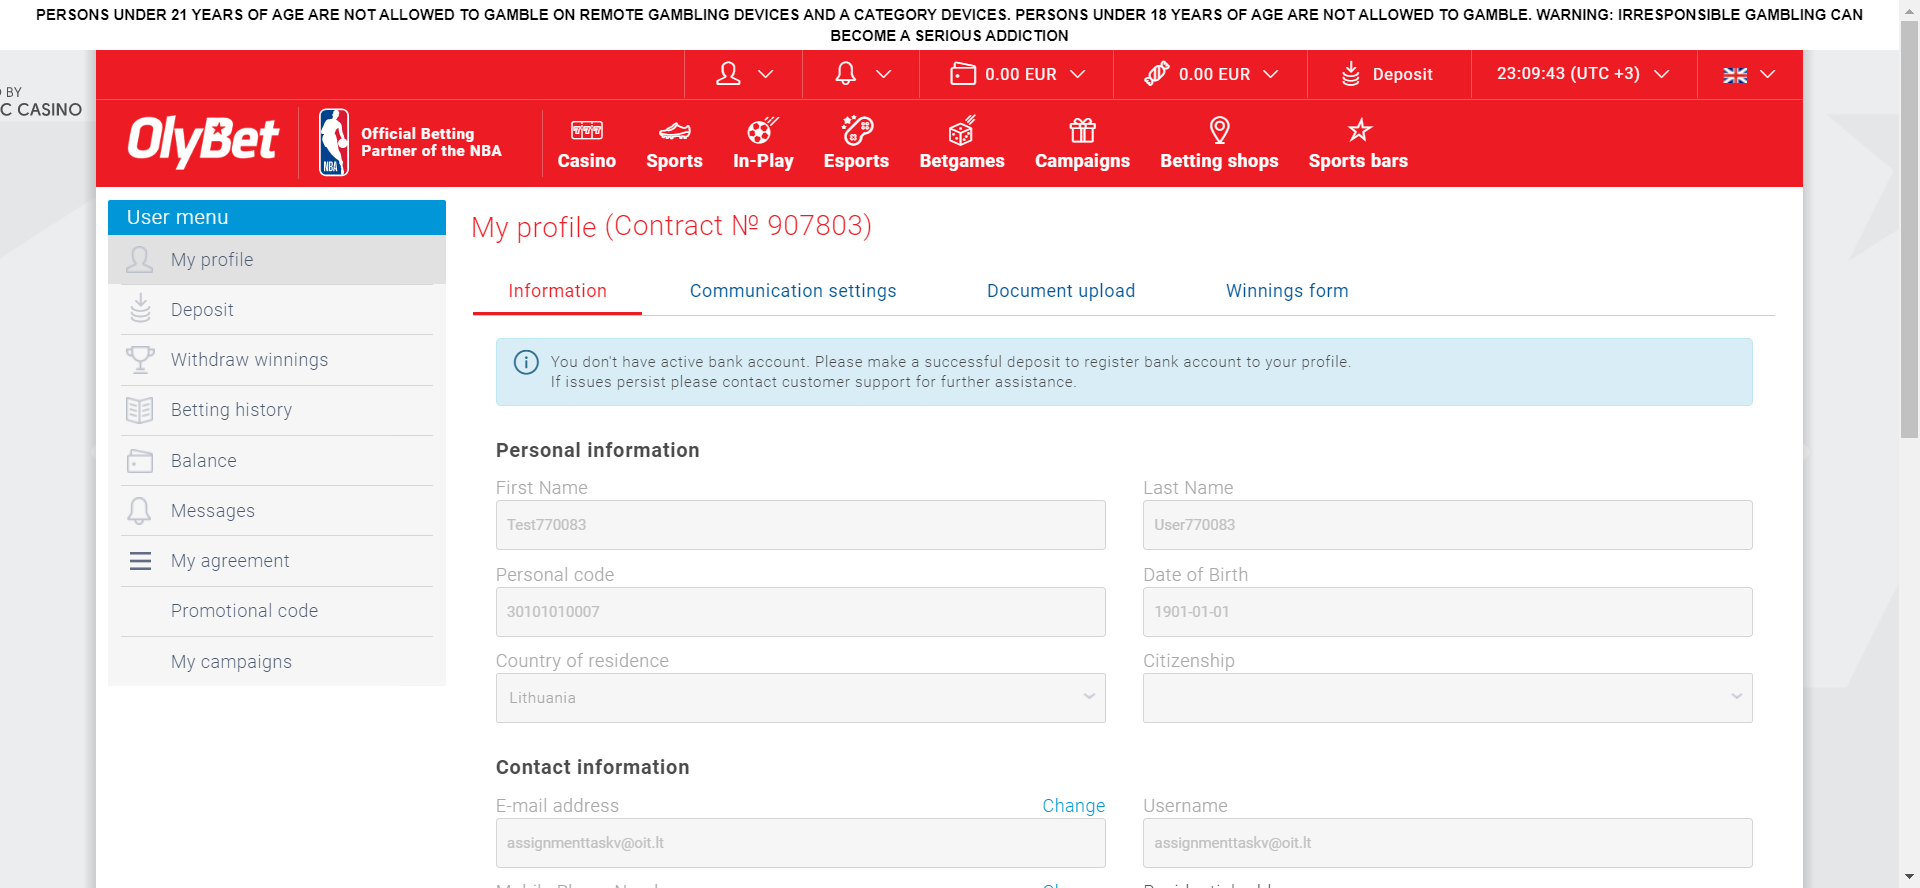 PERSONS UNDER 21 YEARS OF AGE ARE NOT ALLOWED TO GAMBLE ON REMOTE GAMBLING DEVICES AND A CATEGORY DEVICES. PERSONS UNDER 18 YEARS OF AGE ARE NOT ALLOWED TO GAMBLE. WARNING: IRRESPONSIBLE GAMBLING CAN
BECOME A SERIOUS ADDICTION
0.00 EUR
0.00 EUR
Deposit
23:09:43 (UTC +3)
BY
C CASINO
OlyBet
NBA
Official Betting
Partner of the NBA
Casino
Sports
In-Play
Esports
Betgames
Campaigns
Betting shops
Sports bars
User menu
My profile
Deposit
Withdraw winnings
Betting history
Balance
Messages
My agreement
Promotional code
My campaigns
My profile (Contract № 907803)
Information
Communication settings
Document upload
Winnings form
You don't have active bank account. Please make a successful deposit to register bank account to your profile.
If issues persist please contact customer support for further assistance.
Personal information
First Name
Last Name
Test770083
User770083
Personal code
Date of Birth
30101010007
1901-01-01
Country of residence
Citizenship
Lithuania
Contact information
E-mail address
Change
Username
assignmenttaskv@oit.lt
assignmenttaskv@oit.lt